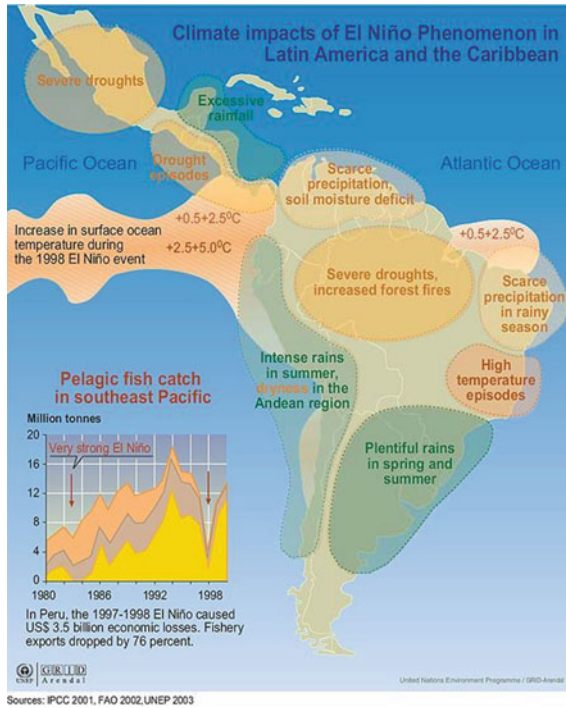 Climate impacts of El Niño Phenomenon in
Latin America and the Caribbean
Severe droughts
Excessive
rainfall
Pacific Ocean
Drought
episodes
Scarce
precipitation,
soil moisture deficit
Atlantic Ocean
+0.5+2.5⁰C
+0.5+2.5⁰C
Increase in surface ocean
temperature during
the 1998 El Niño event
+2.5+5.0⁰C
Severe droughts,
increased forest fires
Scarce
precipitation
in rainy
season
Intense rains
in summer,
dryness in the
Andean region
High
temperature
episodes
Plentiful rains
in spring and
summer
Pelagic fish catch
in southeast Pacific
Million tonnes
20
Very strong El Niño
16
12
8
4
0
1980
1986
1992
1998
In Peru, the 1997-1998 El Niño caused
US$ 3.5 billion economic losses. Fishery
exports dropped by 76 percent.
UNEP
GRID
Arendal
United Nations Environment Programme / GRID-Arendal
Sources: IPCC 2001, FAO 2002,UNEP 2003